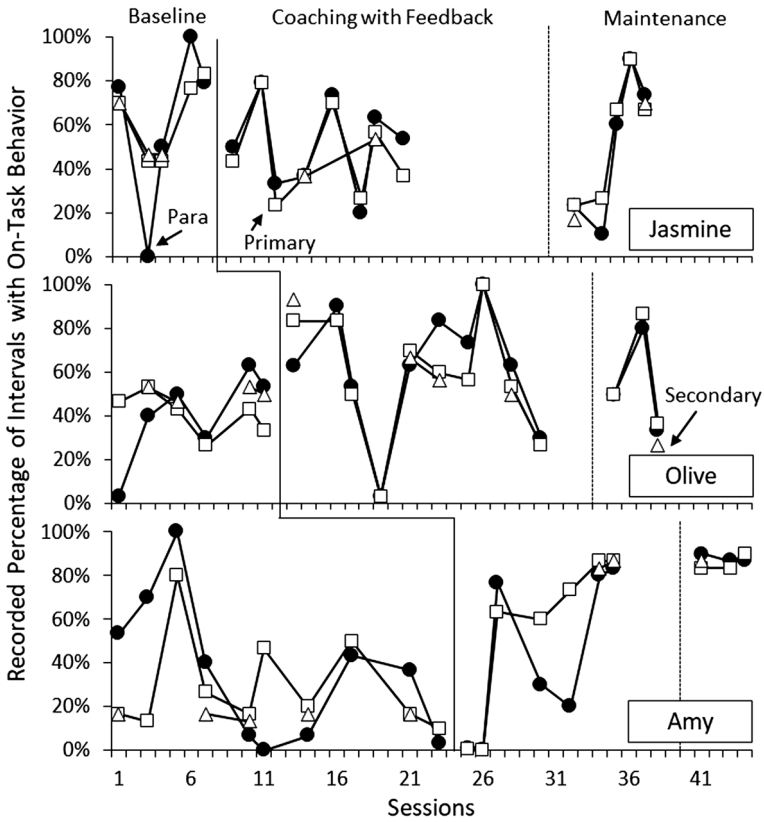 Baseline Coaching with Feedback Maintenance
Recorded Percentage of Intervals with On-Task Behavior
100%
80%
60%
40%
20%
0%
Para
Primary
Jasmine
100%
80%
60%
40%
20%
0%
Secondary
Olive
100%
80%
60%
40%
20%
0%
Amy
1 6 11 16 21 26 31 36 41
Sessions